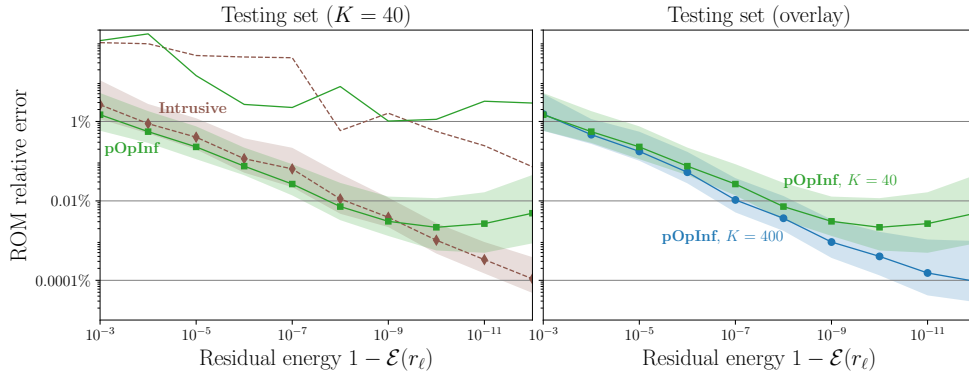 Testing set (K = 40)
Testing set (overlay)
ROM relative error
1%
0.01%
0.0001%
Intrusive
pOpInf
pOpInf, K = 40
pOpInf, K = 400
10⁻³
10⁻⁵
10⁻⁷
10⁻⁹
10⁻¹¹
10⁻³
10⁻⁵
10⁻⁷
10⁻⁹
10⁻¹¹
Residual energy 1 − ℰ(r_ℓ)
Residual energy 1 − ℰ(r_ℓ)